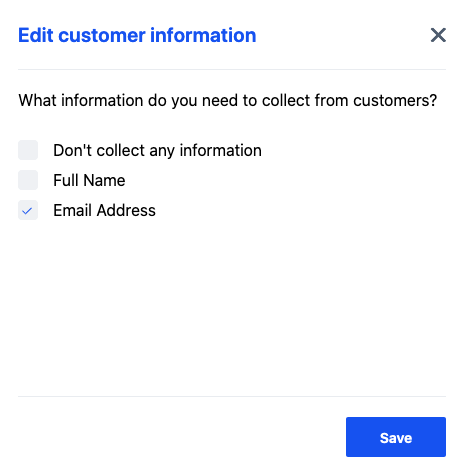 Edit customer information
What information do you need to collect from customers?
Don't collect any information
Full Name
Email Address
Save